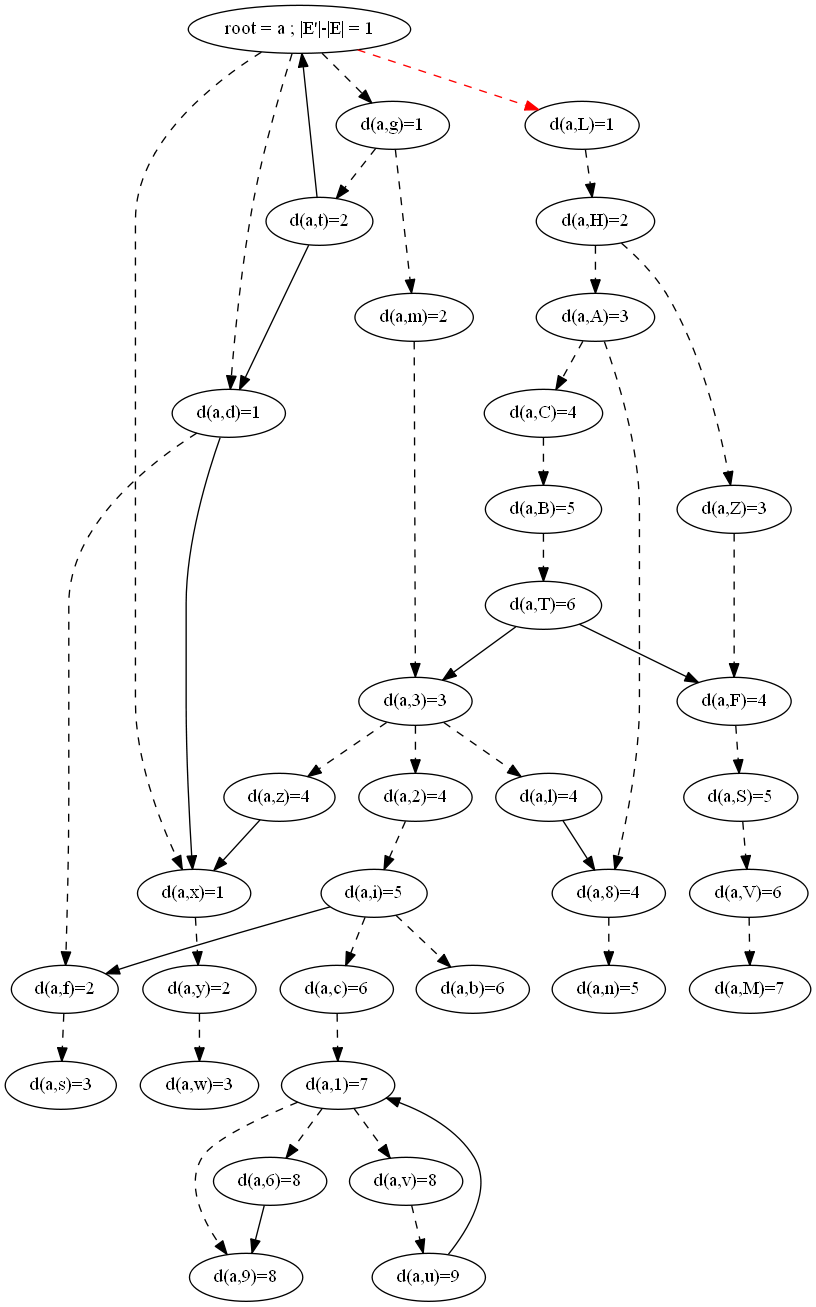 root = a ; |E'|-|E| = 1
d(a,g)=1
d(a,L)=1
d(a,t)=2
d(a,H)=2
d(a,m)=2
d(a,A)=3
d(a,d)=1
d(a,C)=4
d(a,B)=5
d(a,Z)=3
d(a,T)=6
d(a,3)=3
d(a,F)=4
d(a,z)=4
d(a,2)=4
d(a,l)=4
d(a,S)=5
d(a,x)=1
d(a,i)=5
d(a,8)=4
d(a,V)=6
d(a,f)=2
d(a,y)=2
d(a,c)=6
d(a,b)=6
d(a,n)=5
d(a,M)=7
d(a,s)=3
d(a,w)=3
d(a,1)=7
d(a,6)=8
d(a,v)=8
d(a,9)=8
d(a,u)=9